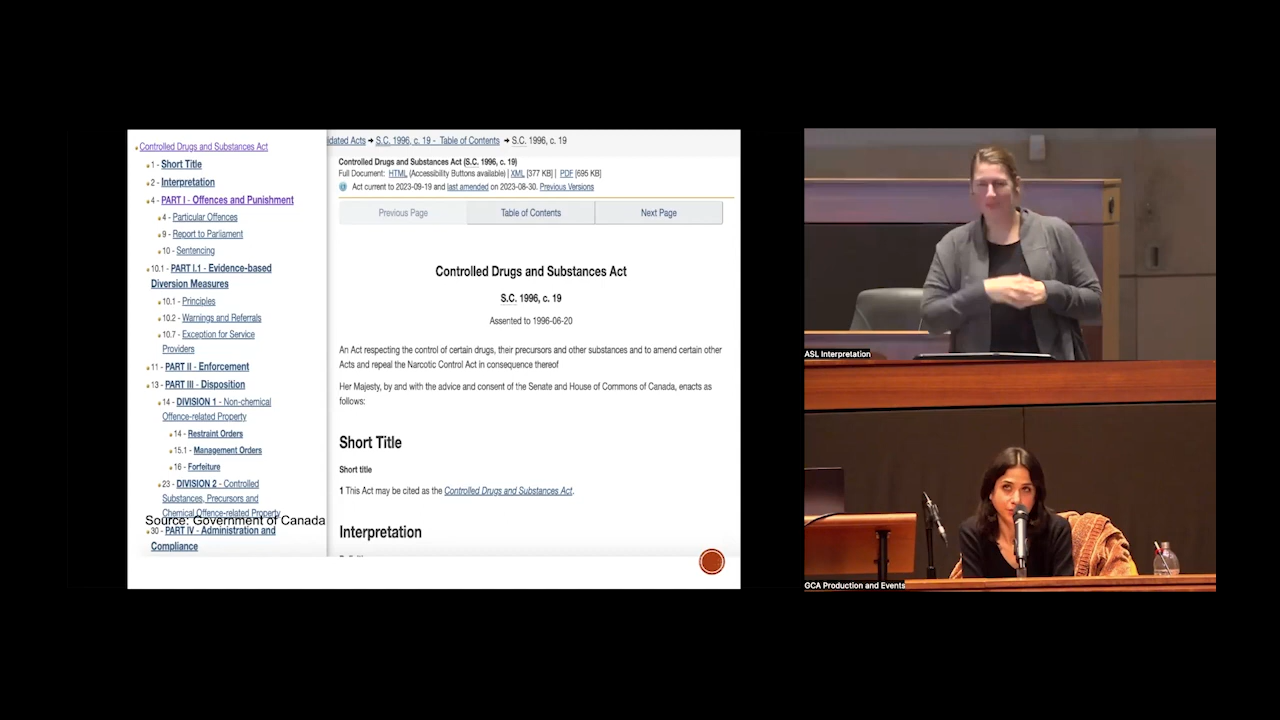 Controlled Drugs and Substances Act
1 - Short Title
2 - Interpretation
4 - PART I - Offences and Punishment
4 - Particular Offences
9 - Report to Parliament
10 - Sentencing
10.1 - PART I.1 - Evidence-based
Diversion Measures
10.1 - Principles
10.2 - Warnings and Referrals
10.7 - Exception for Service
Providers
11 - PART II - Enforcement
13 - PART III - Disposition
14 - DIVISION 1 - Non-chemical
Offence-related Property
14 - Restraint Orders
15.1 - Management Orders
16 - Forfeiture
23 - DIVISION 2 - Controlled
Substances, Precursors and
Chemical Offence-related Property
Source: Government of Canada
30 - PART IV - Administration and
Compliance
dated Acts → S.C. 1996, c. 19 - Table of Contents → S.C. 1996, c. 19
Controlled Drugs and Substances Act (S.C. 1996, c. 19)
Full Document: HTML (Accessibility Buttons available) | XML [377 KB] | PDF [695 KB]
Act current to 2023-09-19 and last amended on 2023-08-30. Previous Versions
Previous Page Table of Contents Next Page
Controlled Drugs and Substances Act
S.C. 1996, c. 19
Assented to 1996-06-20
An Act respecting the control of certain drugs, their precursors and other substances and to amend certain other
Acts and repeal the Narcotic Control Act in consequence thereof
Her Majesty, by and with the advice and consent of the Senate and House of Commons of Canada, enacts as
follows:
Short Title
Short title
1 This Act may be cited as the Controlled Drugs and Substances Act.
Interpretation
ASL Interpretation
GCA Production and Events